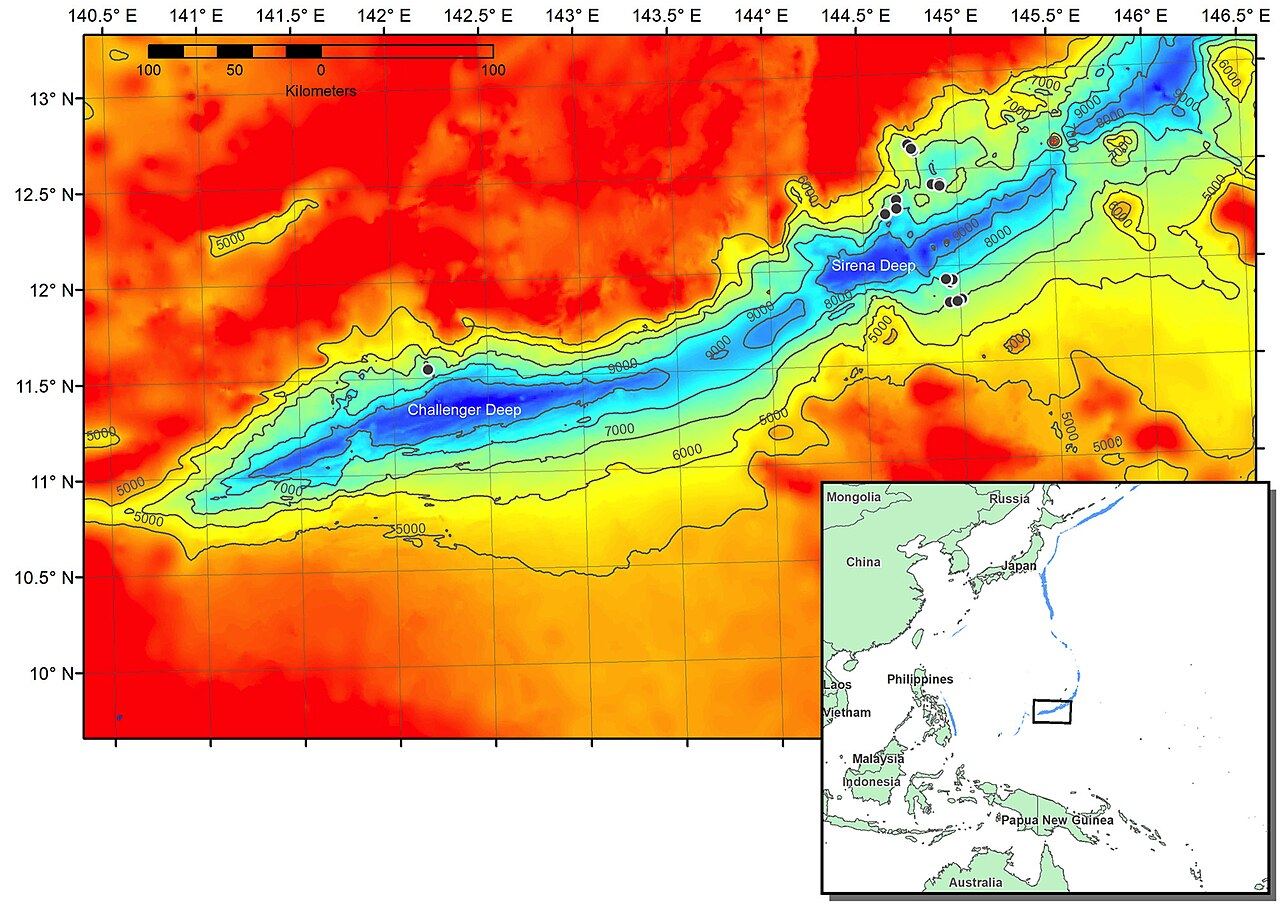 140.5° E 141° E 141.5° E 142° E 142.5° E 143° E 143.5° E 144° E 144.5° E 145° E 145.5° E 146° E 146.5° E
100 50 0 100
Kilometers
13° N
12.5° N
12° N
11.5° N
11° N
10.5° N
10° N
5000
6000
7000
7000
9000
8000
9000
6000
7000
5000
6000
9000
8000
Sirena Deep
8000
9000
9000
5000
5000
9000
Challenger Deep
7000
5000
6000
5000
5000
5000
5000
5000
000
5000
Mongolia
Russia
China
Japan
Laos
Philippines
Vietnam
Malaysia
Indonesia
Papua New Guinea
Australia